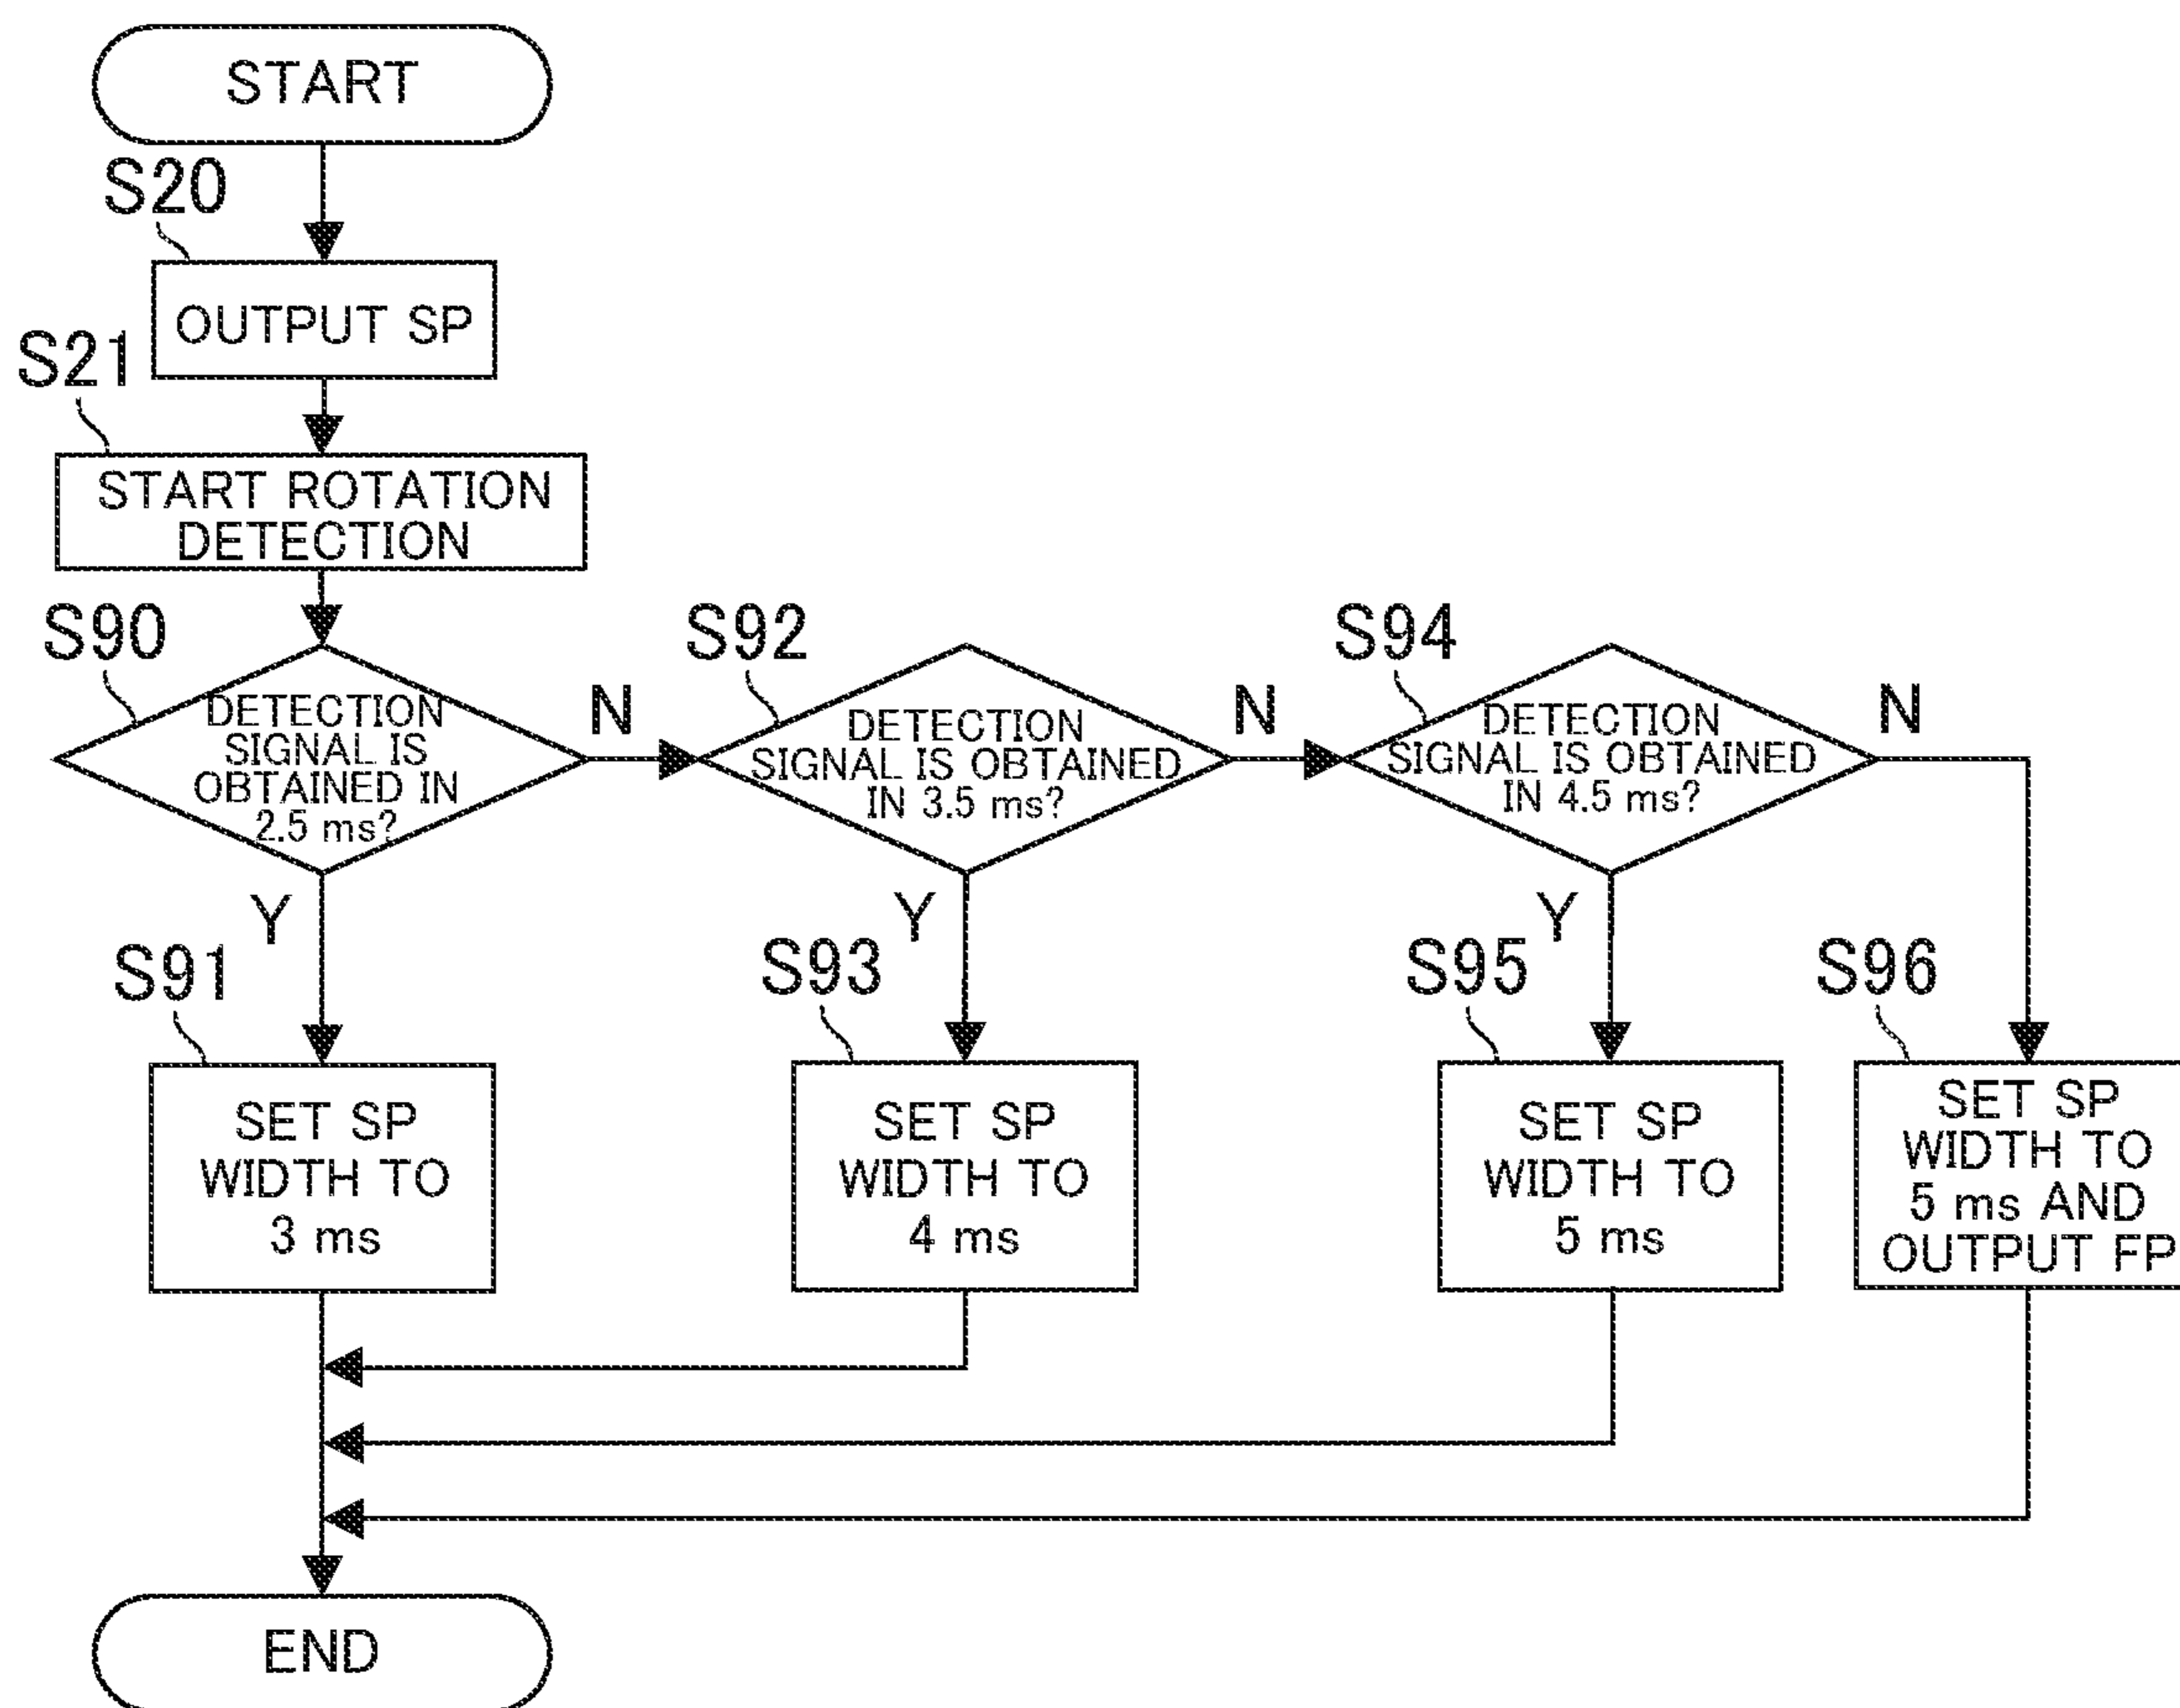 START
S20
OUTPUT SP
S21
START ROTATION
DETECTION
S90
DETECTION
SIGNAL IS
OBTAINED IN
2.5 ms?
N
S92
DETECTION
SIGNAL IS OBTAINED
IN 3.5 ms?
N
S94
DETECTION
SIGNAL IS OBTAINED
IN 4.5 ms?
N
Y
Y
Y
S91
SET SP
WIDTH TO
3 ms
S93
SET SP
WIDTH TO
4 ms
S95
SET SP
WIDTH TO
5 ms
S96
SET SP
WIDTH TO
5 ms AND
OUTPUT FP
END